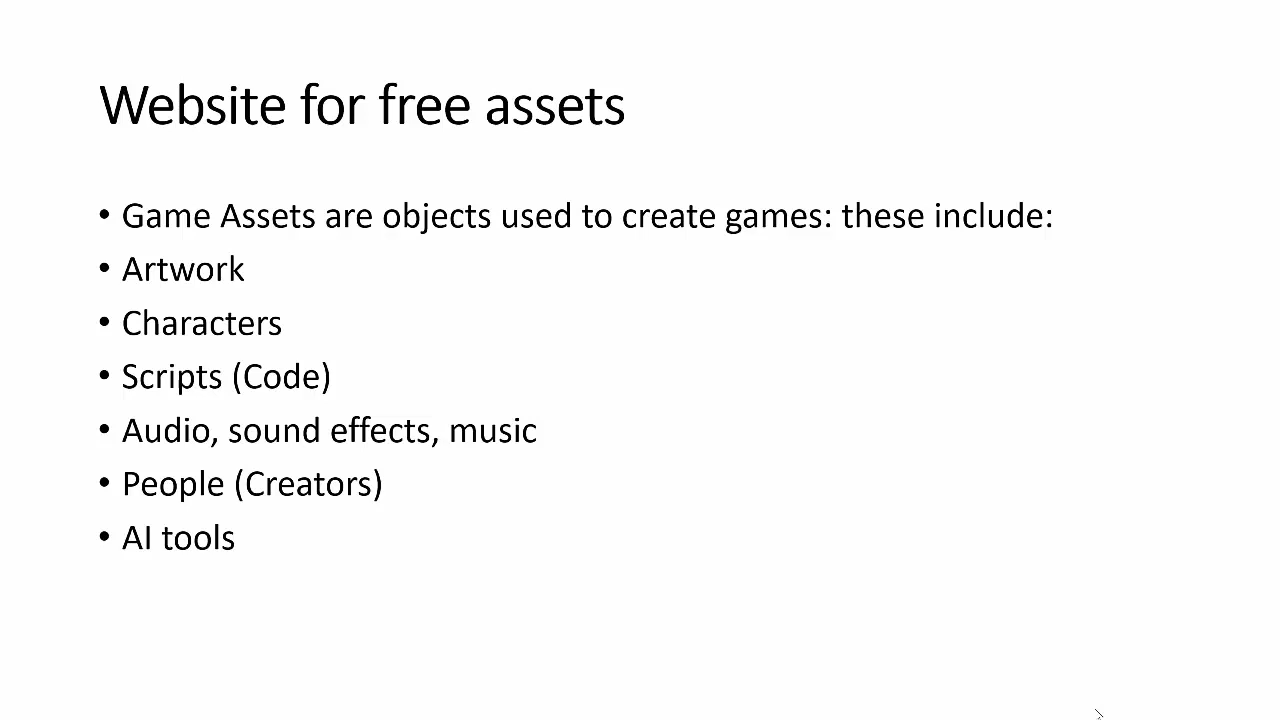 Website for free assets
• Game Assets are objects used to create games: these include:
• Artwork
• Characters
• Scripts (Code)
• Audio, sound effects, music
• People (Creators)
• AI tools